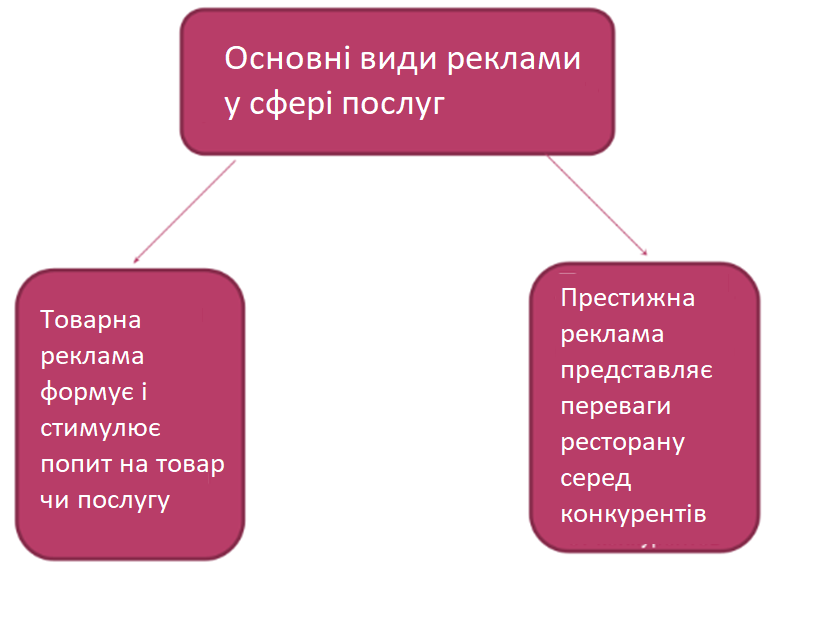 Основні види реклами
у сфері послуг
Товарна
реклама
формує і
стимулює
попит на товар
чи послугу
Престижна
реклама
представляє
переваги
ресторану
серед
конкурентів